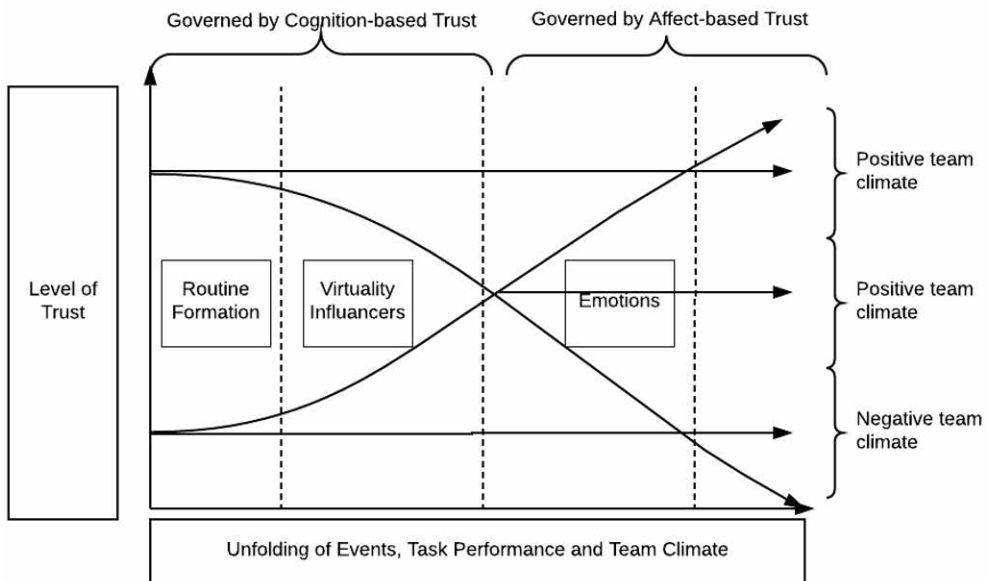 Governed by Cognition-based Trust
Governed by Affect-based Trust
Level of
Trust
Routine
Formation
Virtuality
Influancers
Emotions
Positive team
climate
Positive team
climate
Negative team
climate
Unfolding of Events, Task Performance and Team Climate